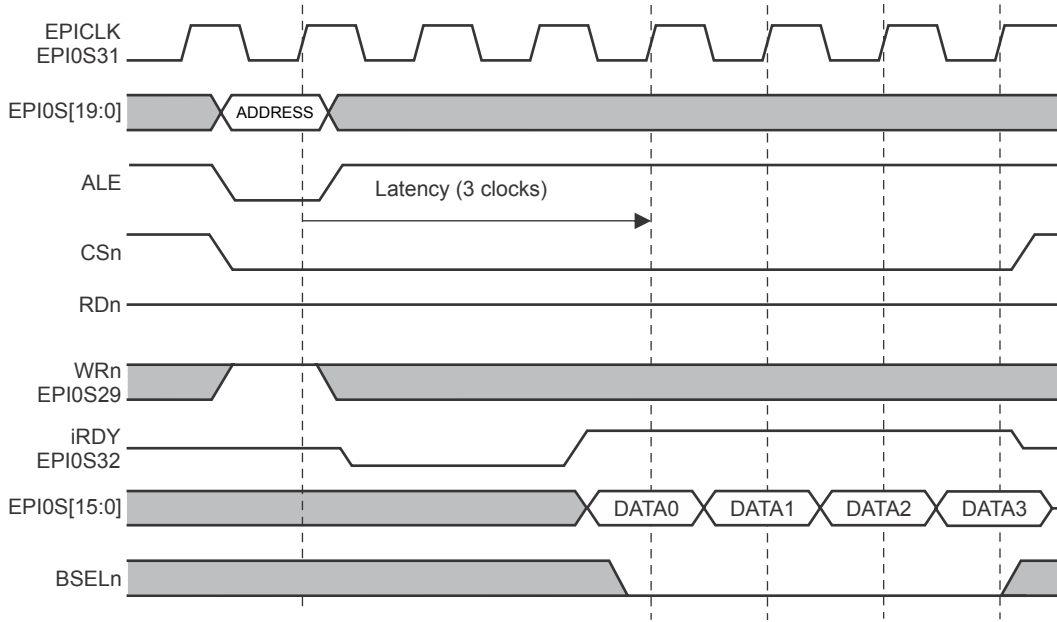 EPICLK
EPI0S31
EPI0S[19:0]
ADDRESS
ALE
Latency (3 clocks)
CSn
RDn
WRn
EPI0S29
iRDY
EPI0S32
EPI0S[15:0]
DATA0
DATA1
DATA2
DATA3
BSELn